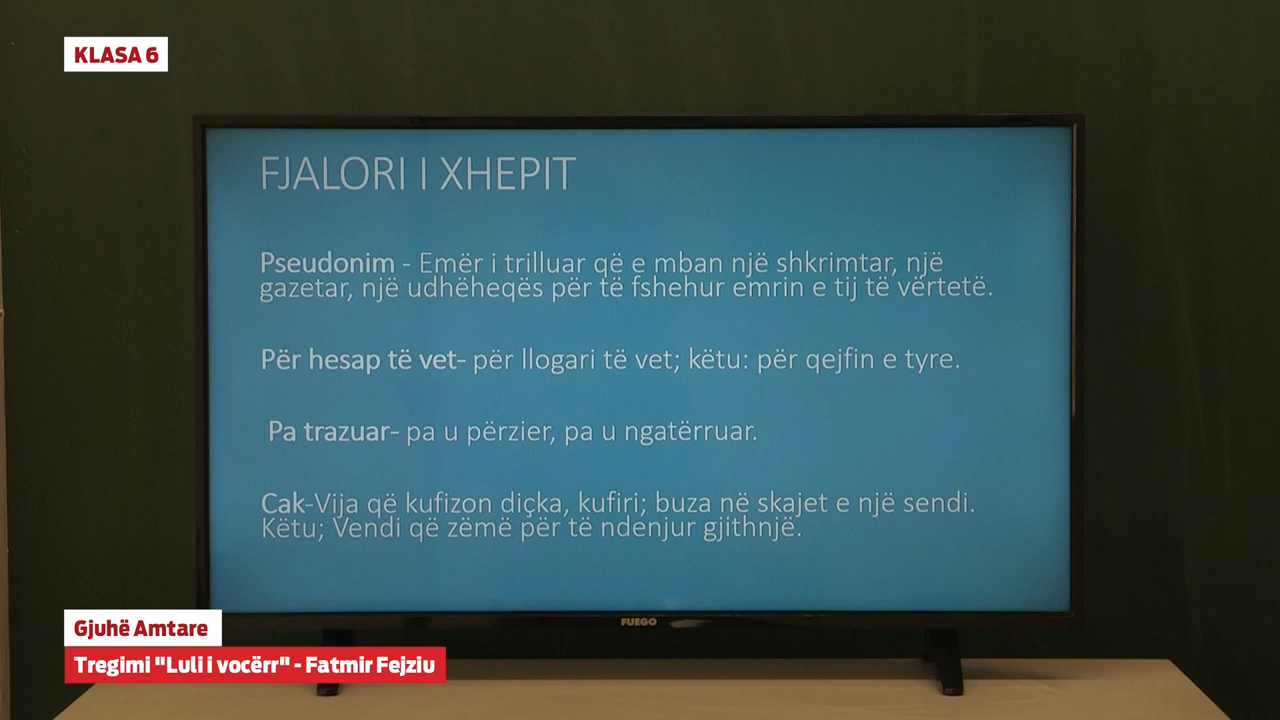 KLASA 6
FJALORI I XHEPIT
Pseudonim - Emër i trilluar që e mban një shkrimtar, një
gazetar, një udhëheqës për të fshehur emrin e tij të vërtetë.
Për hesap të vet- për llogari të vet; këtu: për qejfin e tyre.
Pa trazuar- pa u përzier, pa u ngatërruar.
Cak-Vija që kufizon diçka, kufiri; buza në skajet e një sendi.
Këtu; Vendi që zëmë për të ndenjur gjithnjë.
FUEGO
Gjuhë Amtare
Tregimi "Luli i vocërr" - Fatmir Fejziu